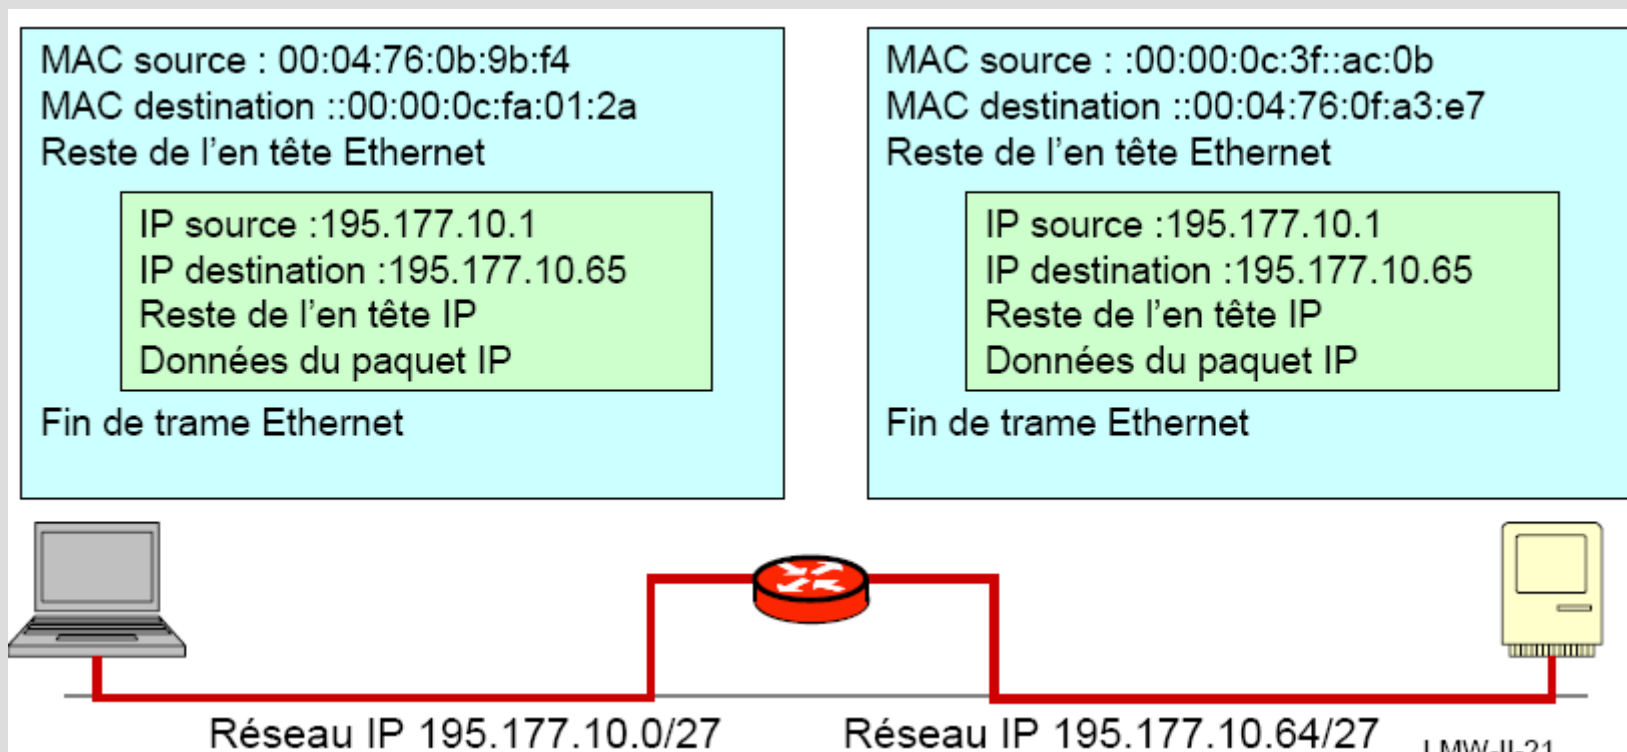 MAC source : 00:04:76:0b:9b:f4
MAC destination ::00:00:0c:fa:01:2a
Reste de l'en tête Ethernet
IP source :195.177.10.1
IP destination :195.177.10.65
Reste de l'en tête IP
Données du paquet IP
Fin de trame Ethernet
MAC source : :00:00:0c:3f::ac:0b
MAC destination ::00:04:76:0f:a3:e7
Reste de l'en tête Ethernet
IP source :195.177.10.1
IP destination :195.177.10.65
Reste de l'en tête IP
Données du paquet IP
Fin de trame Ethernet
Réseau IP 195.177.10.0/27
Réseau IP 195.177.10.64/27
LMW-II-21